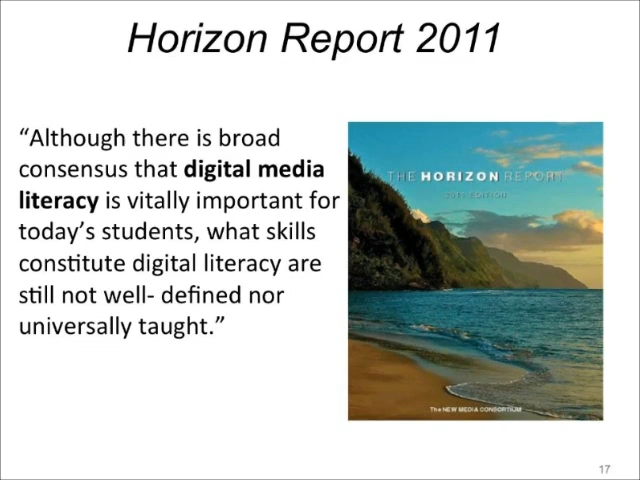 Horizon Report 2011
“Although there is broad
consensus that digital media
literacy is vitally important for
today’s students, what skills
constitute digital literacy are
still not well- defined nor
universally taught.”
THE HORIZON REPORT
2011 EDITION
The NEW MEDIA CONSORTIUM
17